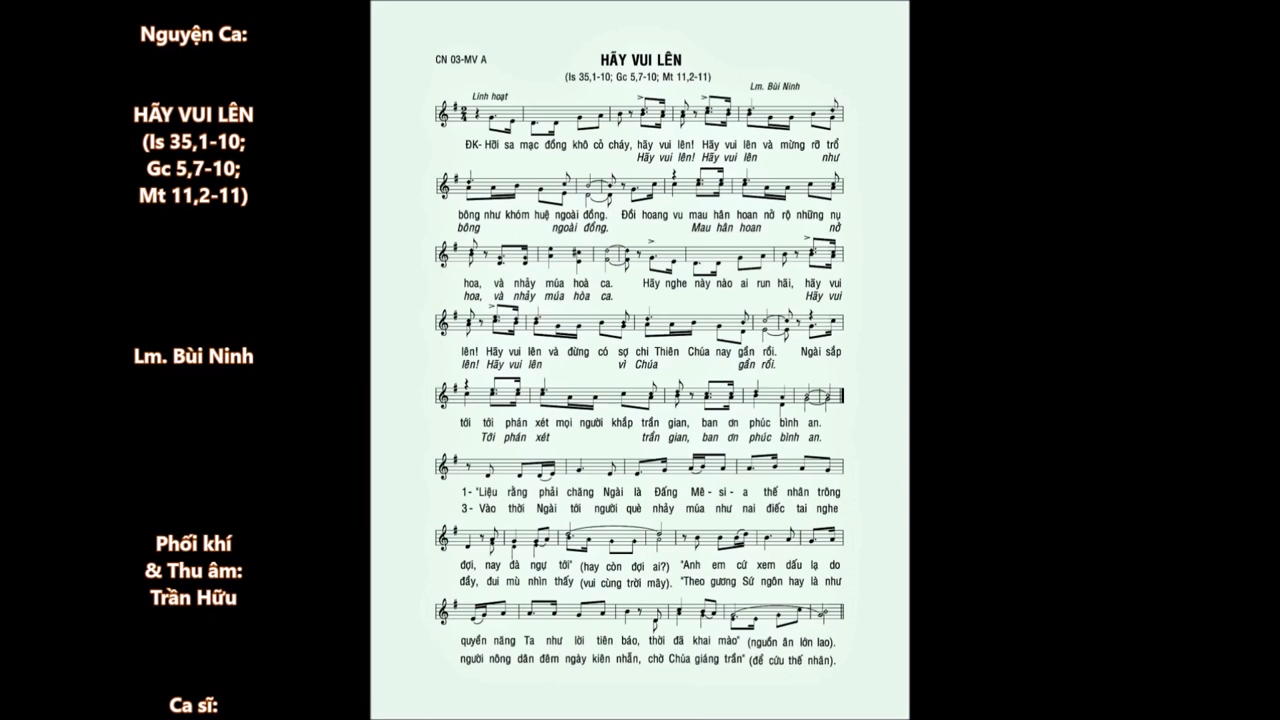 Nguyện Ca:
HÃY VUI LÊN
(Is 35,1-10;
Gc 5,7-10;
Mt 11,2-11)
Lm. Bùi Ninh
Phối khí
& Thu âm:
Trần Hữu
Ca sĩ:
CN 03-MV A
HÃY VUI LÊN
(Is 35,1-10; Gc 5,7-10; Mt 11,2-11)
Lm. Bùi Ninh
Linh hoạt
ĐK- Hỡi sa mạc đồng khô cỏ cháy, hãy vui lên! Hãy vui lên và mừng rỡ trổ
Hãy vui lên! Hãy vui lên như
bông như khóm huệ ngoài đồng. Đồi hoang vu mau hân hoan nở rộ những nụ
bông ngoài đồng. Mau hân hoan nở
hoa, và nhảy múa hoà ca. Hãy nghe này nào ai run hãi, hãy vui
hoa, và nhảy múa hòa ca. Hãy vui
lên! Hãy vui lên và đừng có sợ chi Thiên Chúa nay gần rồi. Ngài sắp
lên! Hãy vui lên vì Chúa gần rồi.
tới tới phán xét mọi người khắp trần gian, ban ơn phúc bình an.
Tới phán xét trần gian, ban ơn phúc bình an.
1- "Liệu rằng phải chăng Ngài là Đấng Mê - si - a thế nhân trông
3- Vào thời Ngài tới người què nhảy múa như nai điếc tai nghe
đợi, nay đà ngự tới" (hay còn đợi ai?) "Anh em cứ xem dấu lạ do
đầy, đui mù nhìn thấy (vui cùng trời mây). "Theo gương Sứ ngôn hay là như
quyền năng Ta như lời tiên báo, thời đã khai mào" (nguồn ân lớn lao).
người nông dân đêm ngày kiên nhẫn, chờ Chúa giáng trần" (để cứu thế nhân).